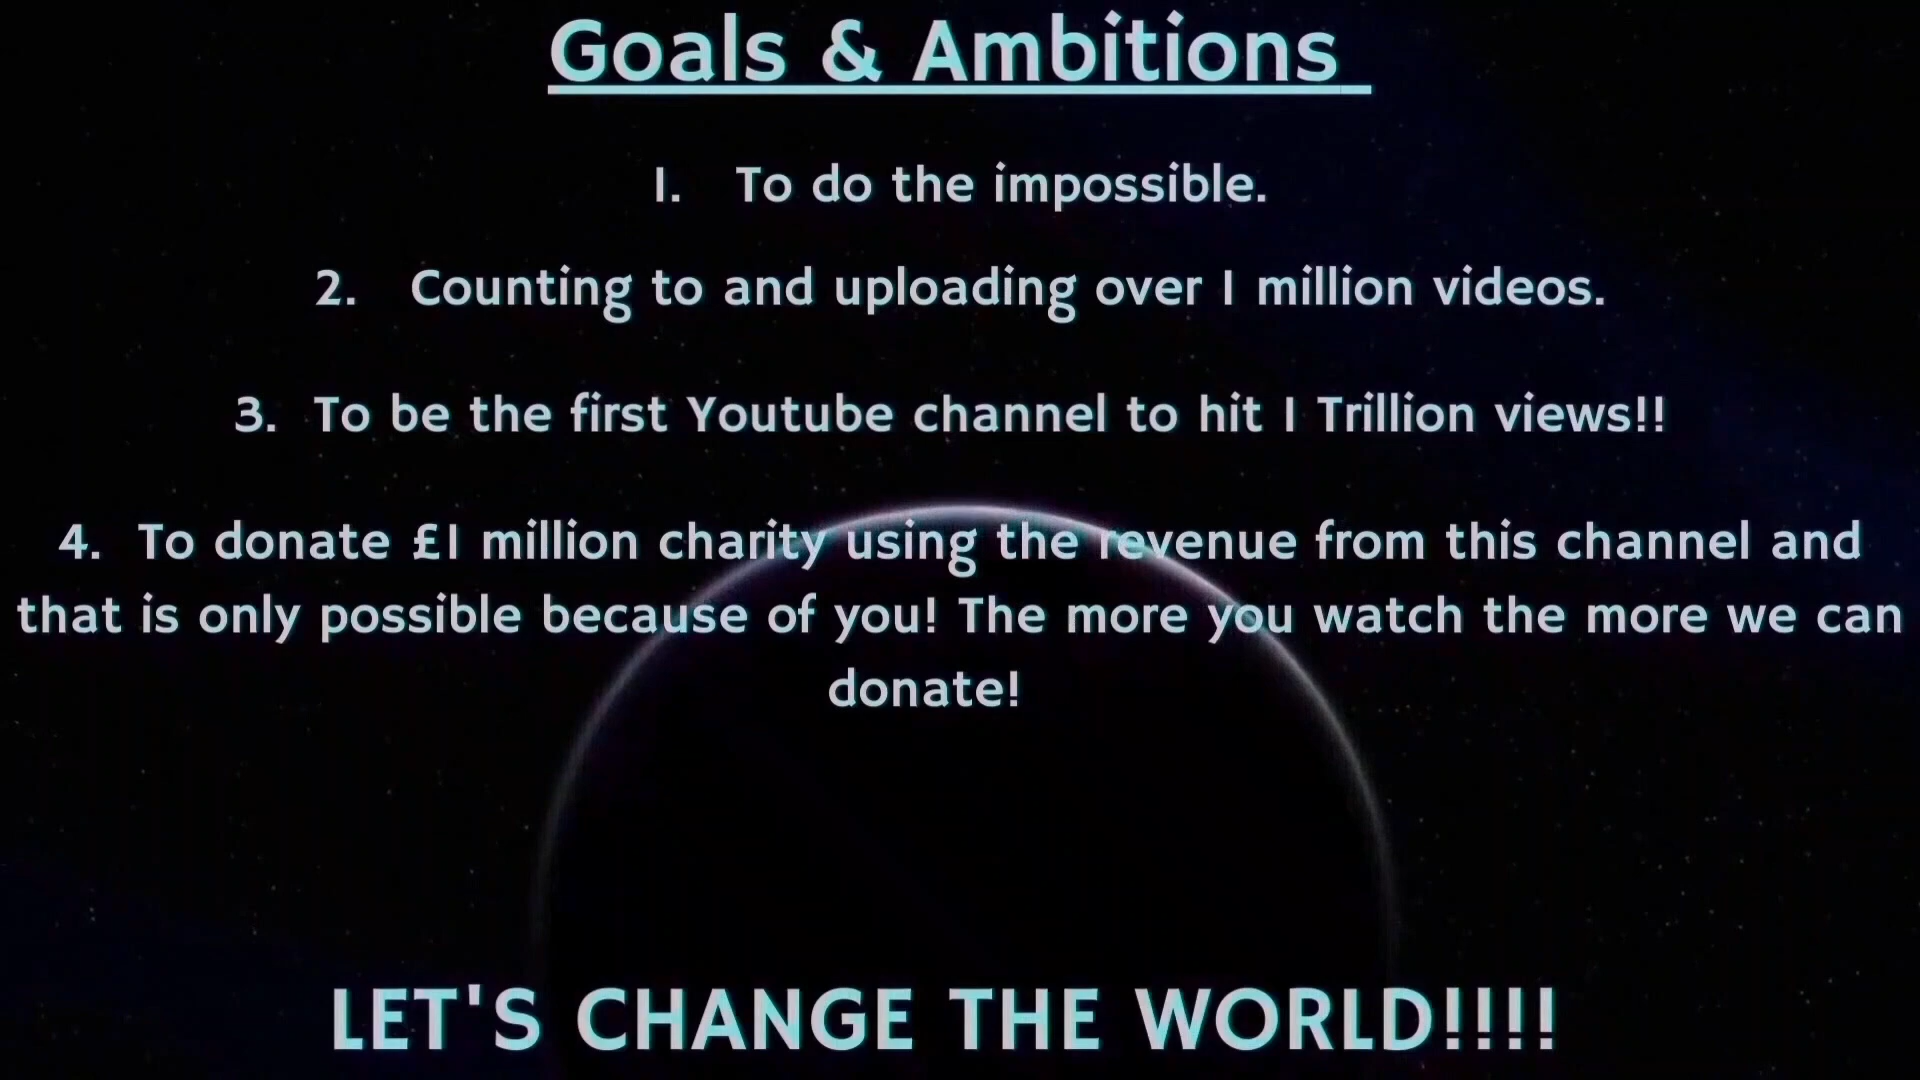 Goals & Ambitions
1. To do the impossible.
2. Counting to and uploading over 1 million videos.
3. To be the first Youtube channel to hit 1 Trillion views!!
4. To donate £1 million charity using the revenue from this channel and
that is only possible because of you! The more you watch the more we can
donate!
LET'S CHANGE THE WORLD!!!!